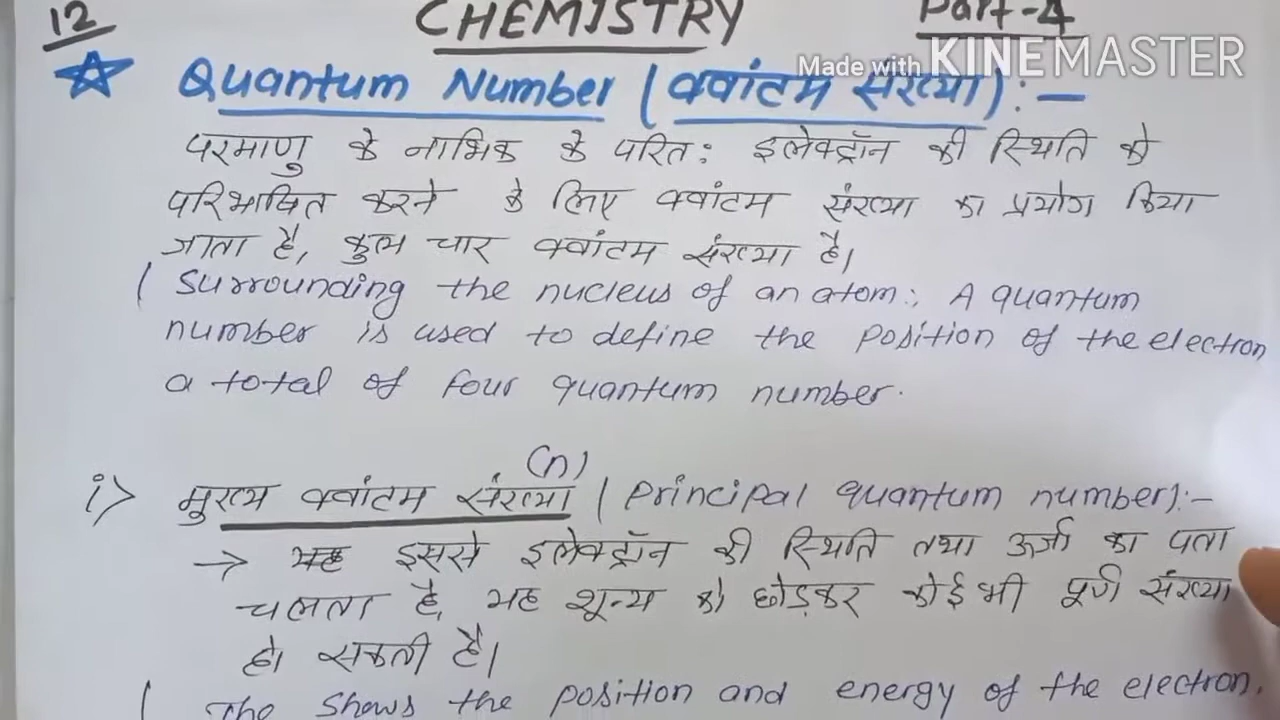 12 CHEMISTRY Part-4
Made with KINEMASTER
Quantum Number (क्वांटम संख्या) : —
परमाणु के नाभिक के परित: इलेक्ट्रॉन की स्थिति को
परिभाषित करने के लिए क्वांटम संख्या का प्रयोग किया
जाता है, कुल चार क्वांटम संख्या है।
( Surrounding the nucleus of an atom:, A quantum
number is used to define the position of the electron
a total of four quantum number.
(n)
i) मुख्य क्वांटम संख्या ( principal quantum number):-
→ यह इससे इलेक्ट्रॉन की स्थिति तथा ऊर्जा का पता
चलता है, यह शून्य को छोड़कर कोई भी पूर्ण संख्या
हो सकती है।
( The shows the position and energy of the electron.